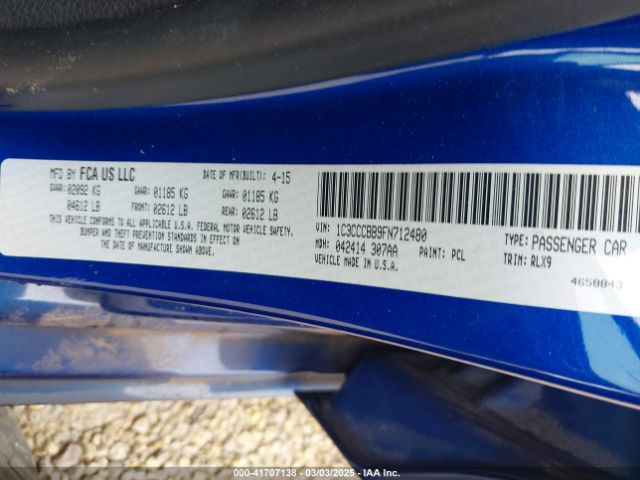 MFD BY FCA US LLC DATE OF MFR(BUILT): 4-15
GVWR: 02092 KG GAWR: 01185 KG GAWR: 01185 KG
04612 LB FRONT: 02612 LB REAR: 02612 LB
THIS VEHICLE CONFORMS TO ALL APPLICABLE U.S.A. FEDERAL MOTOR VEHICLE SAFETY,
BUMPER AND THEFT PREVENTION STANDARDS IN EFFECT ON
THE DATE OF MANUFACTURE SHOWN ABOVE.
VIN: 1C3CCCBB9FN712480 TYPE: PASSENGER CAR
MDH: 042414 307AA PAINT: PCL TRIM: RLX9
VEHICLE MADE IN U.S.A. 4658843
000-41707138 - 03/03/2025 - IAA Inc.